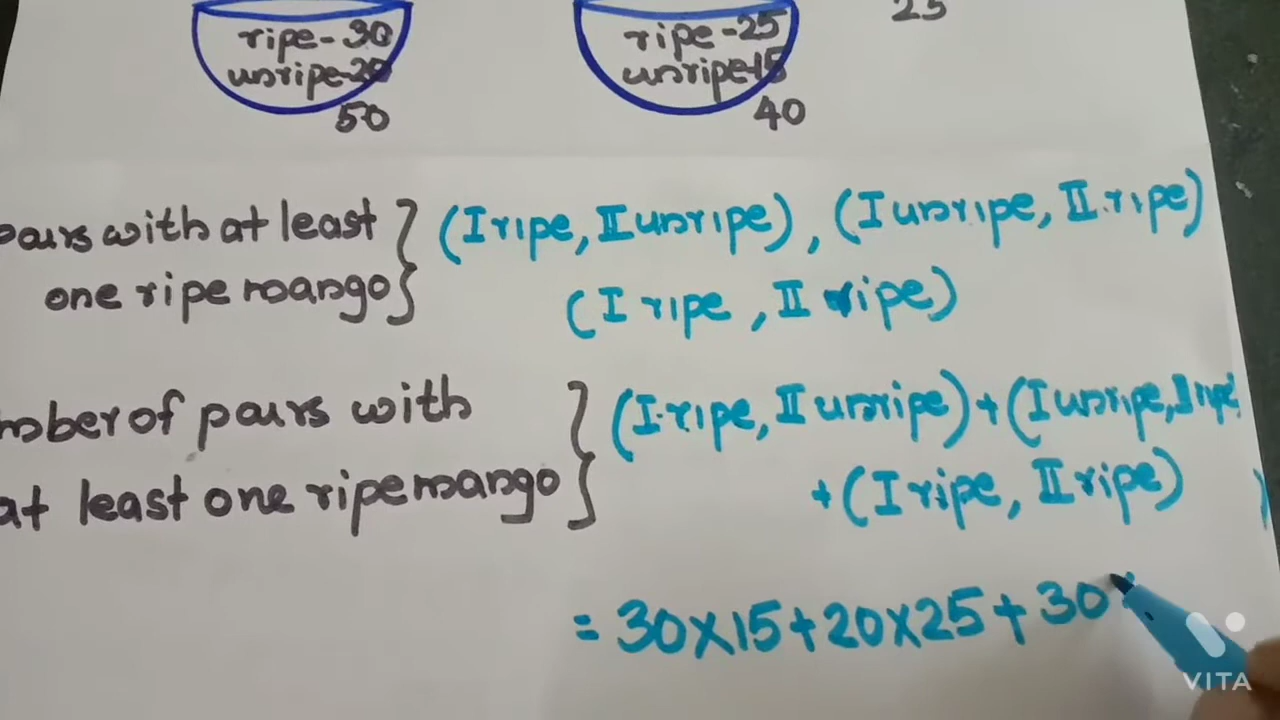 ripe-30 ripe-25 25
unripe-20 unripe-15
50 40
pairs with at least } (I ripe, II unripe), (I unripe, II ripe)
one ripe mango} (I ripe, II ripe)
mber of pairs with } (I ripe, II unripe) + (I unripe, II ripe)
at least one ripe mango } + (I ripe, II ripe)
= 30×15+20×25+30
VITA